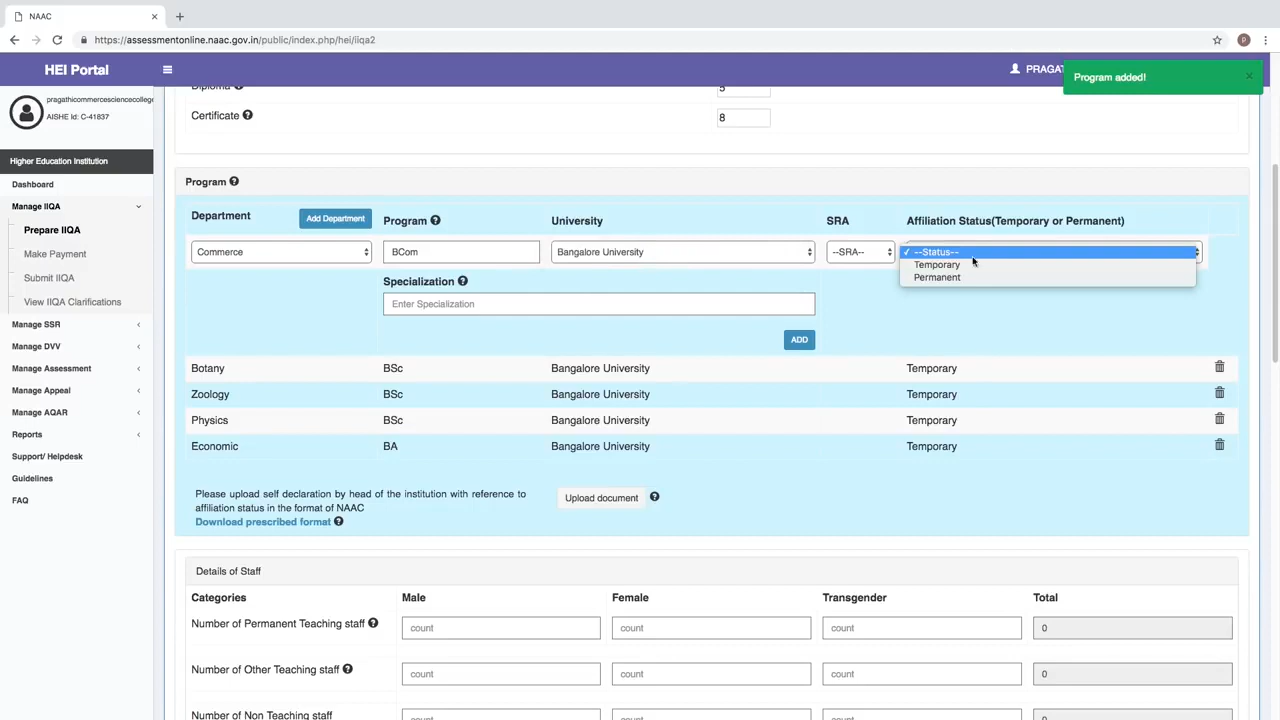 NAAC
https://assessmentonline.naac.gov.in/public/index.php/hei/iiqa2
P
HEI Portal
PRAGAT
Program added!
pragathicommercesciencecollege
AISHE Id: C-41837
Higher Education Institution
Dashboard
Manage IIQA
Prepare IIQA
Make Payment
Submit IIQA
View IIQA Clarifications
Manage SSR
Manage DVV
Manage Assessment
Manage Appeal
Manage AQAR
Reports
Support/ Helpdesk
Guidelines
FAQ
Diploma
5
Certificate
8
Program
Department Add Department Program University SRA Affiliation Status(Temporary or Permanent)
Commerce BCom Bangalore University --SRA-- --Status--
Temporary
Permanent
Specialization
Enter Specialization
ADD
Botany BSc Bangalore University Temporary
Zoology BSc Bangalore University Temporary
Physics BSc Bangalore University Temporary
Economic BA Bangalore University Temporary
Please upload self declaration by head of the institution with reference to
affiliation status in the format of NAAC
Download prescribed format
Upload document
Details of Staff
Categories Male Female Transgender Total
Number of Permanent Teaching staff count count count 0
Number of Other Teaching staff count count count 0
Number of Non Teaching staff count count count 0